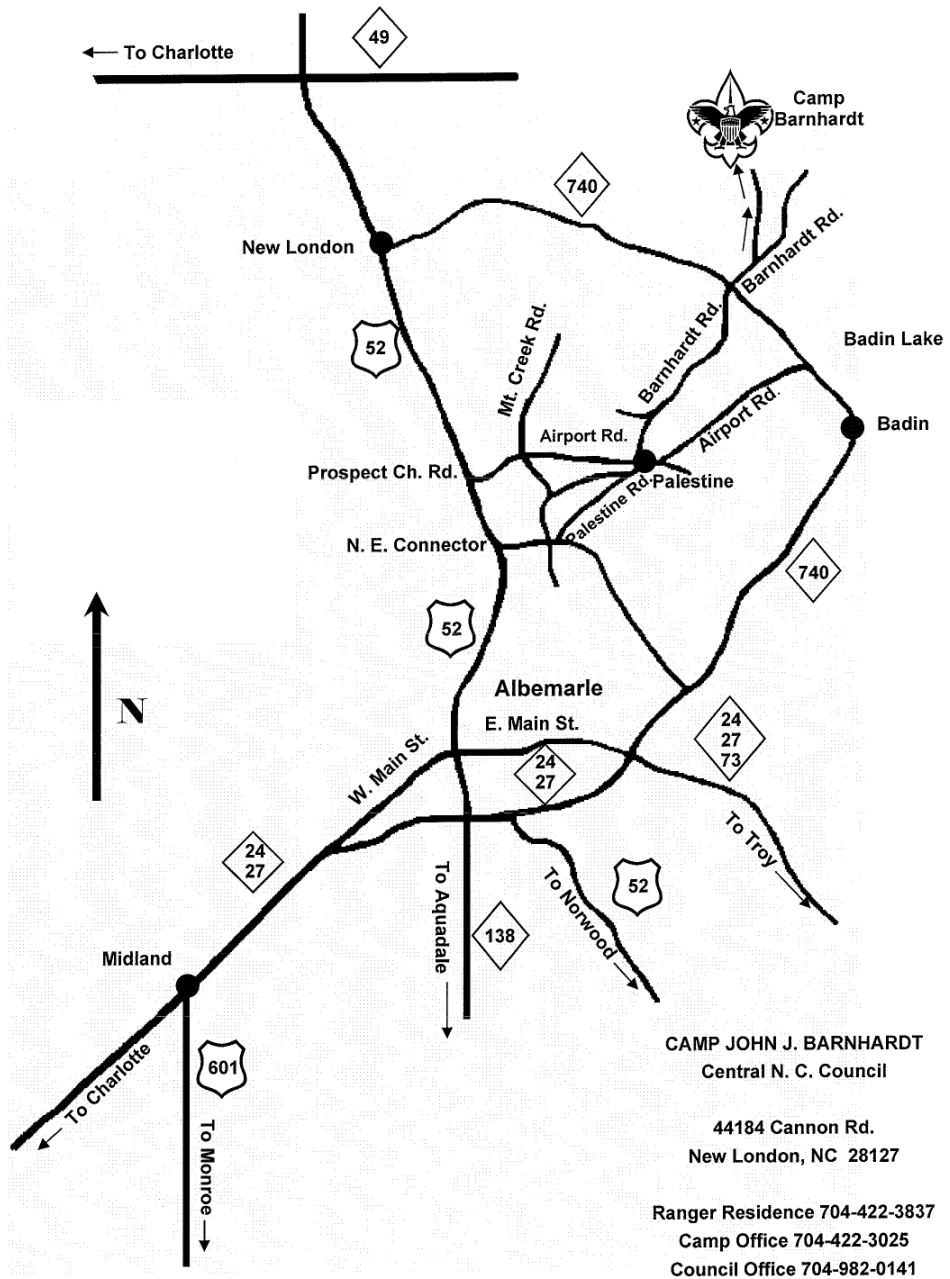 49
To Charlotte
Camp
Barnhardt
740
Barnhardt Rd.
New London
52
Mt. Creek Rd.
Barnhardt Rd.
Badin Lake
Airport Rd.
Airport Rd.
Badin
Prospect Ch. Rd.
Palestine
Palestine Rd.
N. E. Connector
740
52
N
Albemarle
E. Main St.
W. Main St.
24
27
24
27
73
To Troy
24
27
To Aquadale
To Norwood
52
138
Midland
To Charlotte
601
To Monroe
CAMP JOHN J. BARNHARDT
Central N. C. Council
44184 Cannon Rd.
New London, NC 28127
Ranger Residence 704-422-3837
Camp Office 704-422-3025
Council Office 704-982-0141